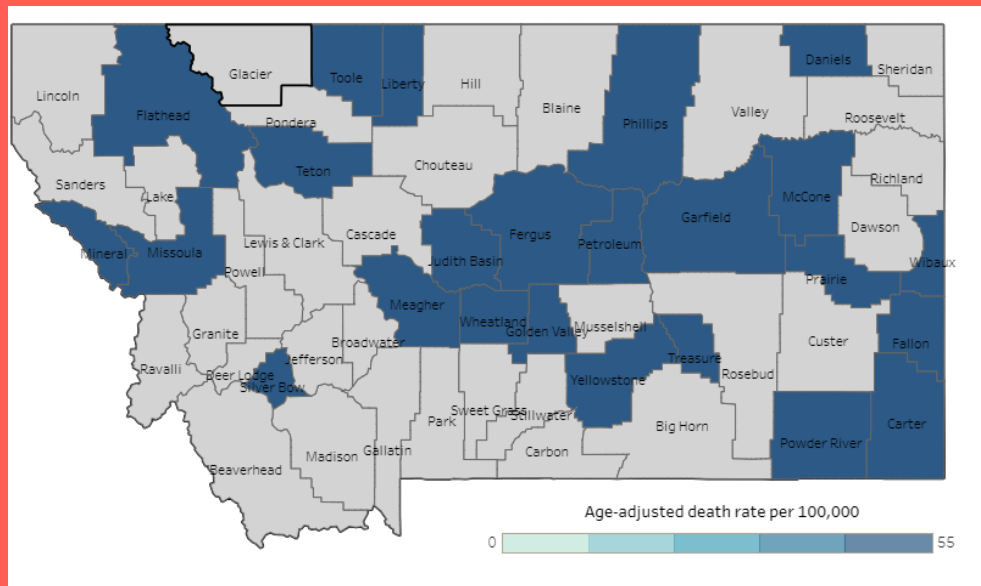 Glacier
Toole
Liberty
Hill
Blaine
Daniels
Sheridan
Lincoln
Flathead
Pondera
Phillips
Valley
Roosevelt
Teton
Chouteau
Sanders
Lake
Richland
McCone
Garfield
Dawson
Lewis & Clark
Cascade
Fergus
Petroleum
Mineral
Missoula
Powell
Judith Basin
Prairie
Wibaux
Meagher
Wheatland
Golden Valley
Musselshell
Granite
Broadwater
Jefferson
Custer
Fallon
Ravalli
Deer Lodge
Silver Bow
Treasure
Rosebud
Yellowstone
Sweet Grass
Stillwater
Park
Big Horn
Carter
Powder River
Gallatin
Carbon
Madison
Beaverhead
Age-adjusted death rate per 100,000
0
55